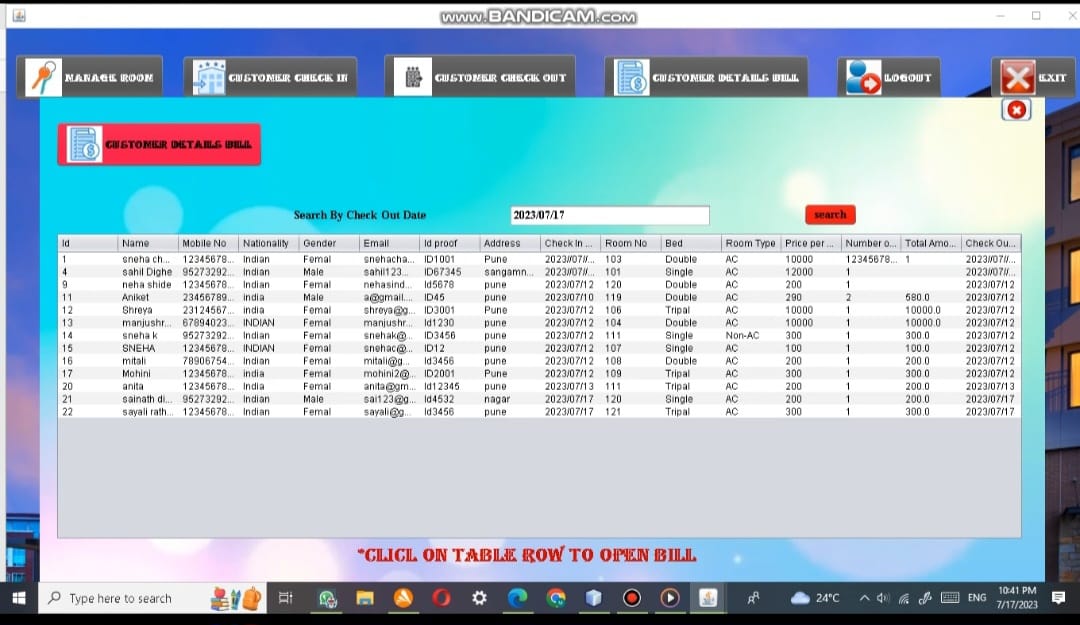 www.BANDICAM.com
MANAGE ROOM CUSTOMER CHECK IN CUSTOMER CHECK OUT CUSTOMER DETAILS BILL LOGOUT EXIT
CUSTOMER DETAILS BILL
Search By Check Out Date 2023/07/17 search
Id Name Mobile No Nationality Gender Email Id proof Address Check In ... Room No Bed Room Type Price per ... Number o... Total Amo... Check Ou...
1 sneha ch... 12345678... Indian Femal snehacha... ID1001 Pune 2023/07//... 103 Double AC 10000 12345678... 1 2023//07//...
4 sahil Dighe 95273292... Indian Male sahil123... ID67345 sangamn... 2023/07//... 101 Single AC 12000 1 2023//07//...
9 neha shide 12345678... Indian Femal nehasind... Id5678 pune 2023/07/12 120 Double AC 200 1 2023/07/12
11 Aniket 23456789... india Male a@gmail.... ID45 pune 2023/07/10 119 Double AC 290 2 580.0 2023/07/12
12 Shreya 23124567... india Femal shreya@g... ID3001 Pune 2023/07/12 106 Tripal AC 10000 1 10000.0 2023/07/12
13 manjushr... 67894023... INDIAN Femal manjushr... Id1230 pune 2023/07/12 104 Double AC 10000 1 10000.0 2023/07/12
14 sneha k 95273292... Indian Femal snehak@... ID3456 pune 2023/07/12 111 Single Non-AC 300 1 300.0 2023/07/12
15 SNEHA 12345678... INDIAN Femal snehac@... ID12 pune 2023/07/12 107 Single AC 100 1 100.0 2023/07/12
16 mitali 78906754... Indian Femal mitali@g... Id3456 pune 2023/07/12 108 Double AC 200 1 200.0 2023/07/12
17 Mohini 12345678... india Femal mohini2@... ID2001 Pune 2023/07/12 109 Tripal AC 300 1 300.0 2023/07/12
20 anita 12345678... india Femal anita@gm... Id12345 pune 2023/07/13 111 Tripal AC 200 1 200.0 2023/07/13
21 sainath di... 95273292... Indian Male sai123@g... Id4532 nagar 2023/07/17 120 Single AC 200 1 200.0 2023/07/17
22 sayali rath... 12345678... Indian Femal sayali@g... Id3456 pune 2023/07/17 121 Tripal AC 300 1 300.0 2023/07/17
*CLICL ON TABLE ROW TO OPEN BILL
Type here to search 24°C ENG 10:41 PM
7/17/2023